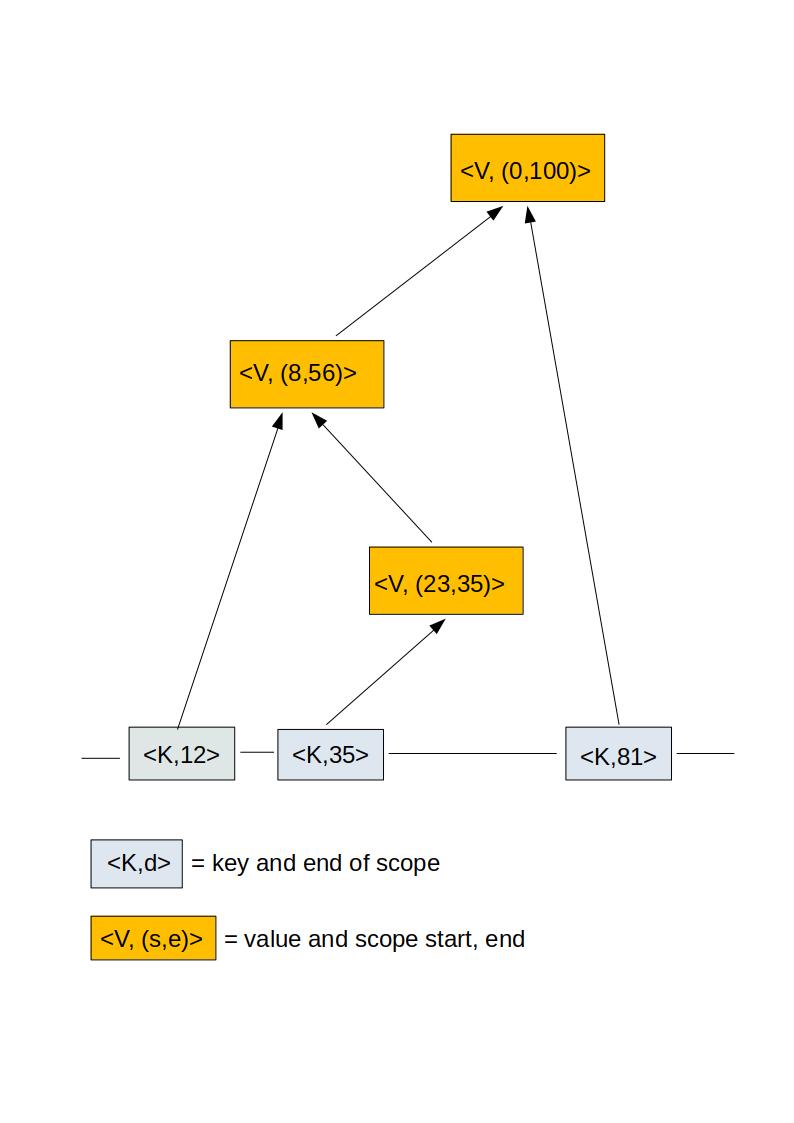 <V, (0,100)>
<V, (8,56)>
<V, (23,35)>
<K,12>
<K,35>
<K,81>
<K,d> = key and end of scope
<V, (s,e)> = value and scope start, end